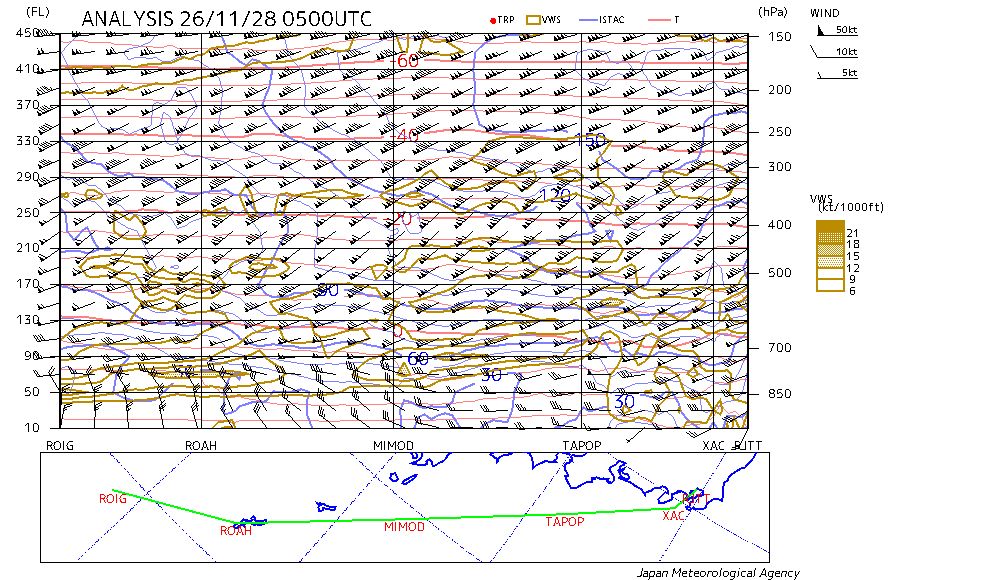 (FL) ANALYSIS 26/11/28 0500UTC TRP VWS ISTAC T (hPa) WIND
450 150 50kt
-60 10kt
410 5kt
200
370
-40 250
330 150
300
290
120
250 VWS
(kt/1000ft)
400
210 21
18
15
500 12
170 90 9
6
130
60 700
90
30
50 850
30
10
ROIG ROAH MIMOD TAPOP XAC RJTT
ROIG
ROAH MIMOD TAPOP XAC RJTT
Japan Meteorological Agency